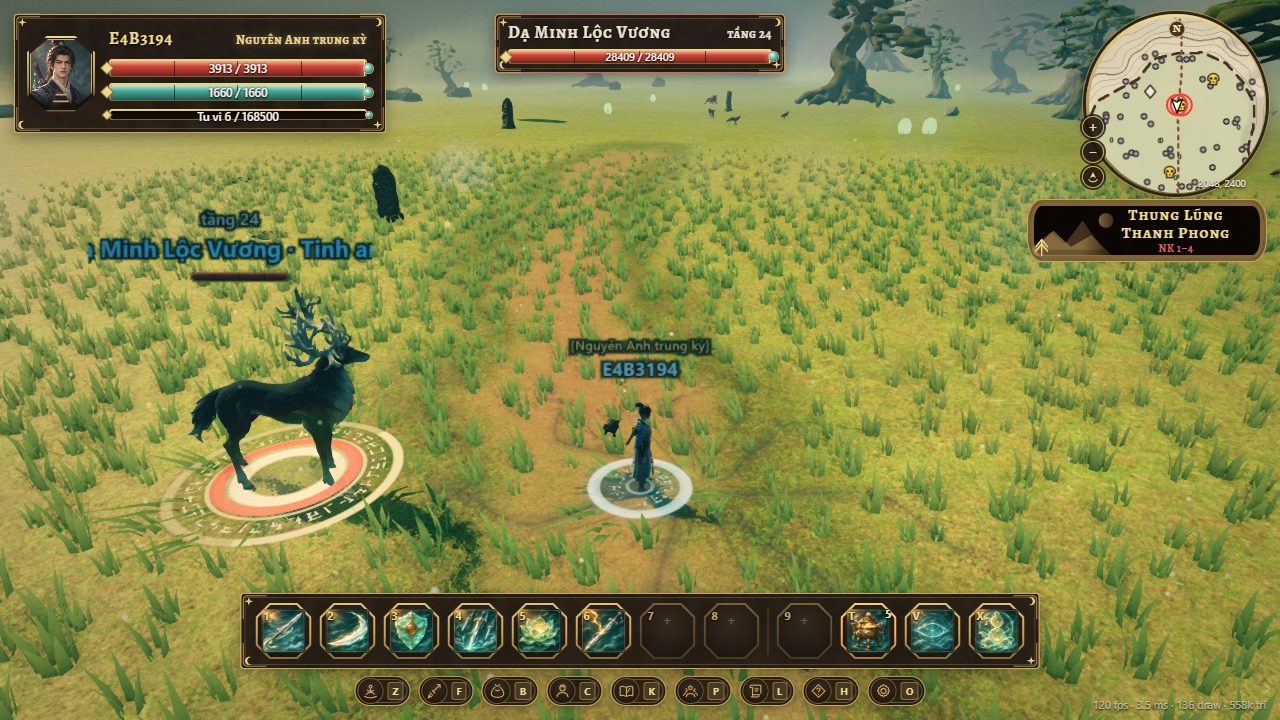 E4B3194
Nguyên Anh trung kỳ
3913 / 3913
1660 / 1660
Tu vi 6 / 168500
Dạ Minh Lộc Vương
tầng 24
28409 / 28409
N
2048, 2400
Thung Lũng
Thanh Phong
NK 1–4
tầng 24
Minh Lộc Vương · Tinh
[Nguyên Anh trung kỳ]
E4B3194
1 2 3 4 5 6 7 8 9 5 V X
Z F B C K P L H O
120 fps · 3.5 ms · 136 draw · 558k tri